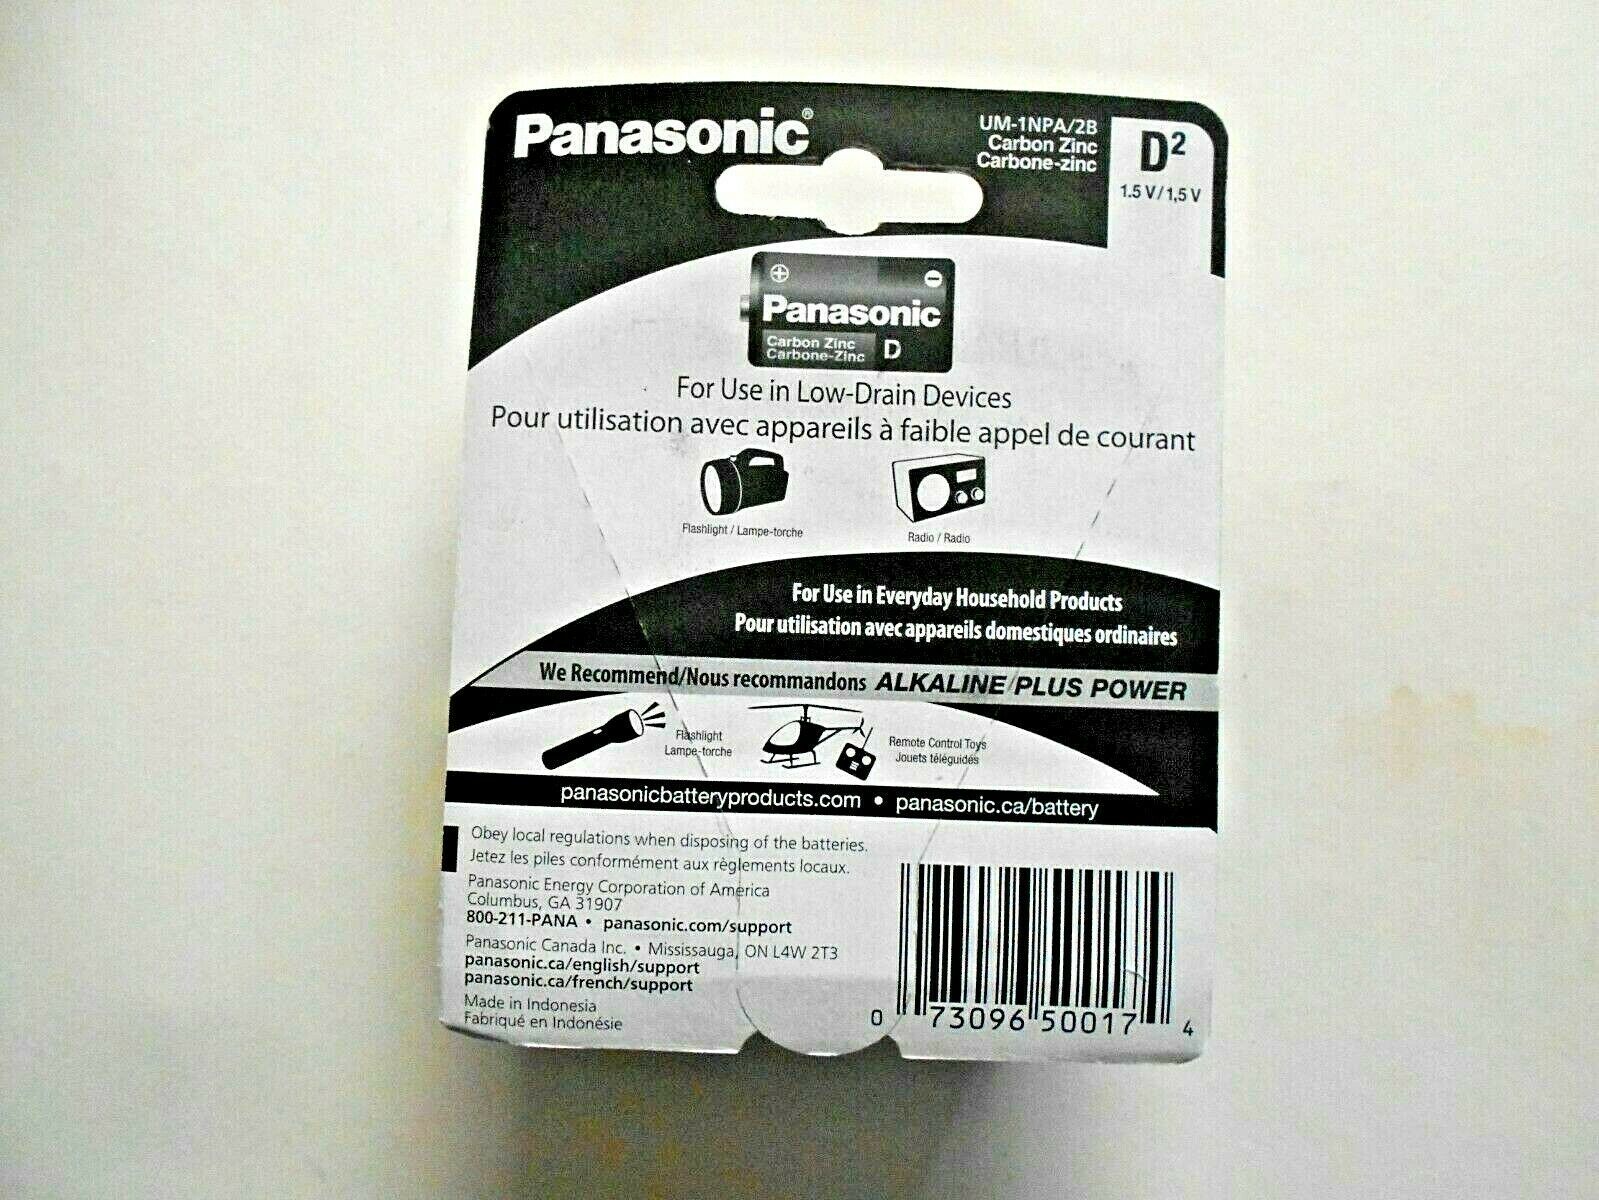 Panasonic®
UM-1NPA/2B
Carbon Zinc
Carbone-zinc
D2
1.5 V/1,5 V
Panasonic
Carbon Zinc
Carbone-Zinc
D
For Use in Low-Drain Devices
Pour utilisation avec appareils à faible appel de courant
Flashlight / Lampe-torche
Radio / Radio
For Use in Everyday Household Products
Pour utilisation avec appareils domestiques ordinaires
We Recommend/Nous recommandons ALKALINE PLUS POWER
Flashlight
Lampe-torche
Remote Control Toys
Jouets téléguidés
panasonicbatteryproducts.com • panasonic.ca/battery
Obey local regulations when disposing of the batteries.
Jetez les piles conformément aux règlements locaux.
Panasonic Energy Corporation of America
Columbus, GA 31907
800-211-PANA • panasonic.com/support
Panasonic Canada Inc. • Mississauga, ON L4W 2T3
panasonic.ca/english/support
panasonic.ca/french/support
Made in Indonesia
Fabriqué en Indonésie
0 73096 50017 4